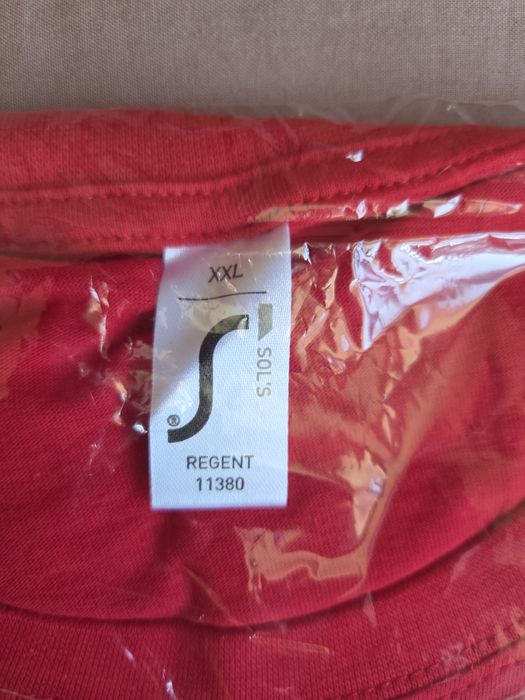 XXL
SOL'S
®
REGENT
11380